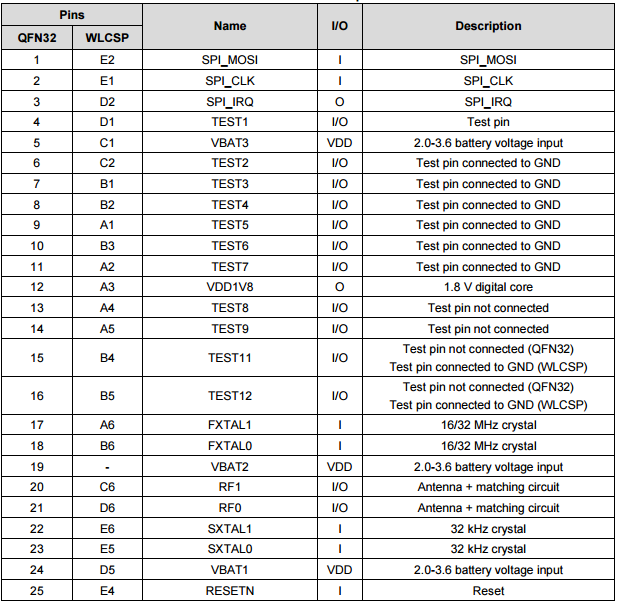 Pins Name I/O Description
QFN32 WLCSP
1 E2 SPI_MOSI I SPI_MOSI
2 E1 SPI_CLK I SPI_CLK
3 D2 SPI_IRQ O SPI_IRQ
4 D1 TEST1 I/O Test pin
5 C1 VBAT3 VDD 2.0-3.6 battery voltage input
6 C2 TEST2 I/O Test pin connected to GND
7 B1 TEST3 I/O Test pin connected to GND
8 B2 TEST4 I/O Test pin connected to GND
9 A1 TEST5 I/O Test pin connected to GND
10 B3 TEST6 I/O Test pin connected to GND
11 A2 TEST7 I/O Test pin connected to GND
12 A3 VDD1V8 O 1.8 V digital core
13 A4 TEST8 I/O Test pin not connected
14 A5 TEST9 I/O Test pin not connected
15 B4 TEST11 I/O Test pin not connected (QFN32)
Test pin connected to GND (WLCSP)
16 B5 TEST12 I/O Test pin not connected (QFN32)
Test pin connected to GND (WLCSP)
17 A6 FXTAL1 I 16/32 MHz crystal
18 B6 FXTAL0 I 16/32 MHz crystal
19 - VBAT2 VDD 2.0-3.6 battery voltage input
20 C6 RF1 I/O Antenna + matching circuit
21 D6 RF0 I/O Antenna + matching circuit
22 E6 SXTAL1 I 32 kHz crystal
23 E5 SXTAL0 I 32 kHz crystal
24 D5 VBAT1 VDD 2.0-3.6 battery voltage input
25 E4 RESETN I Reset